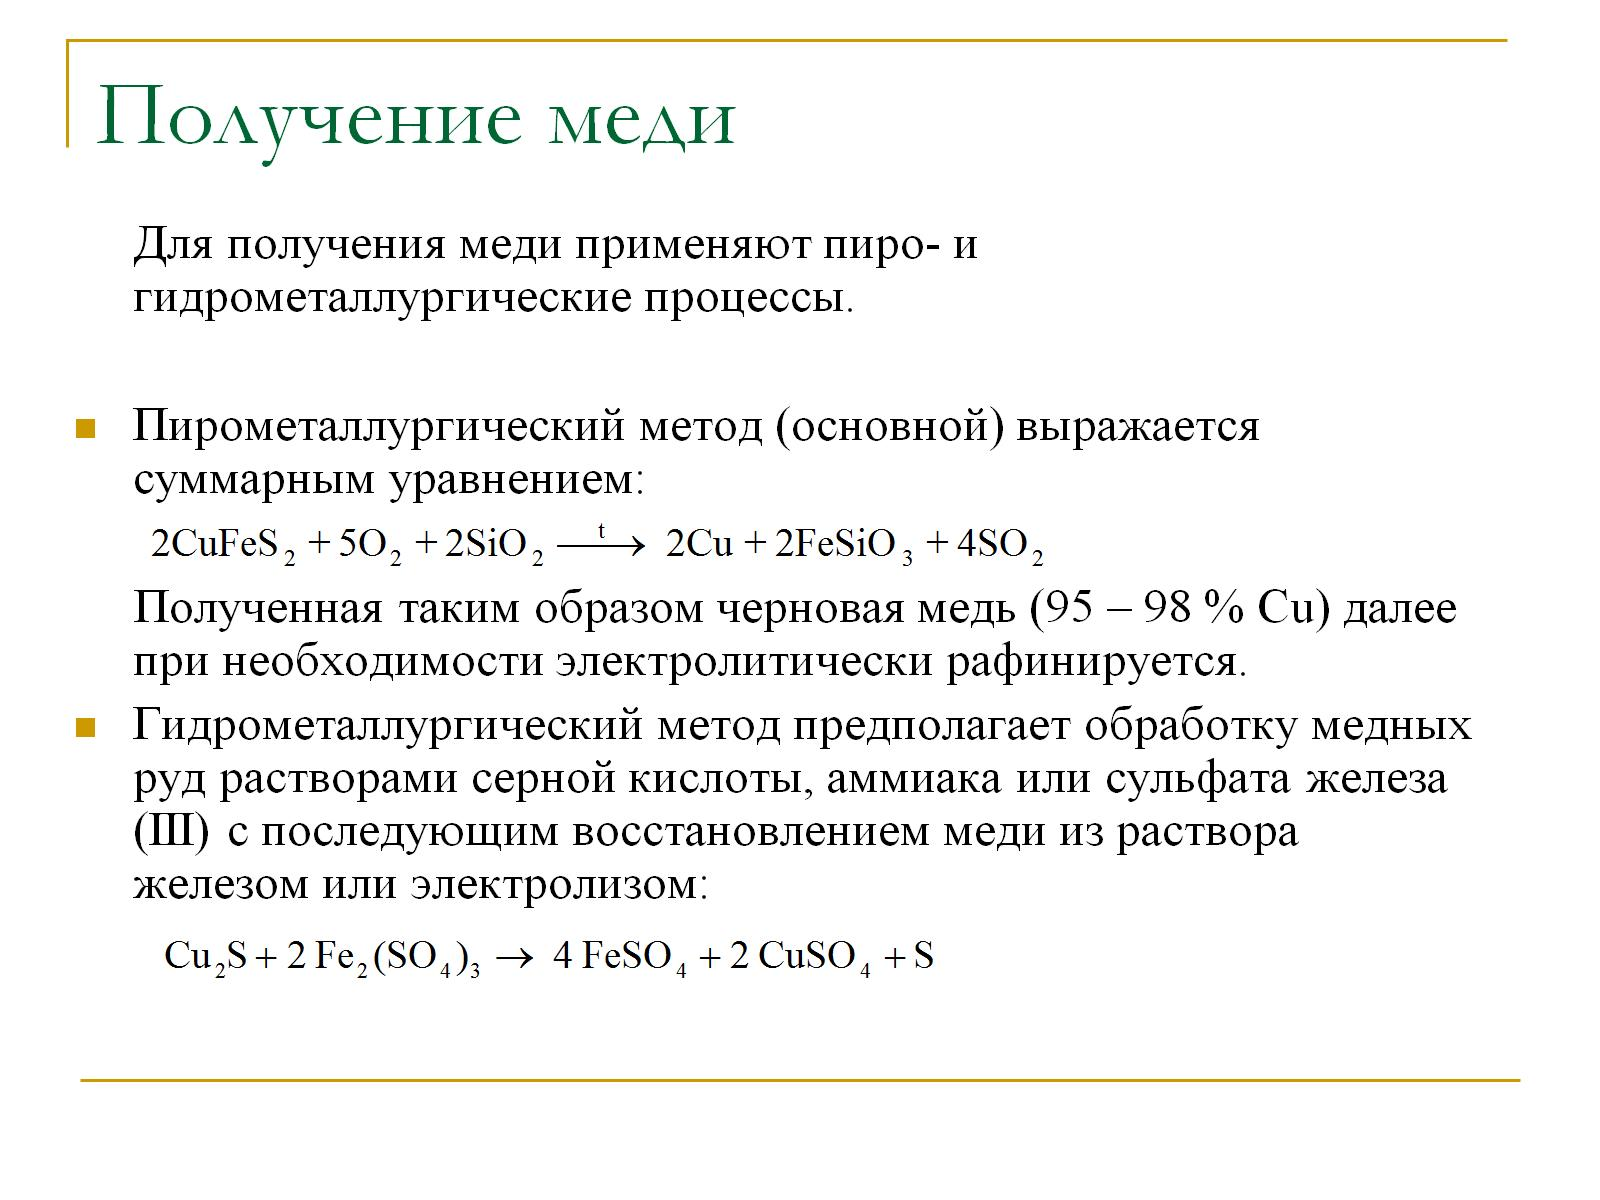 Получение меди
Для получения меди применяют пиро- и
гидрометаллургические процессы.
Пирометаллургический метод (основной) выражается
суммарным уравнением:
2CuFeS₂ + 5O₂ + 2SiO₂ —t→ 2Cu + 2FeSiO₃ + 4SO₂
Полученная таким образом черновая медь (95 – 98 % Cu) далее
при необходимости электролитически рафинируется.
Гидрометаллургический метод предполагает обработку медных
руд растворами серной кислоты, аммиака или сульфата железа
(III) с последующим восстановлением меди из раствора
железом или электролизом:
Cu₂S + 2 Fe₂(SO₄)₃ → 4 FeSO₄ + 2 CuSO₄ + S